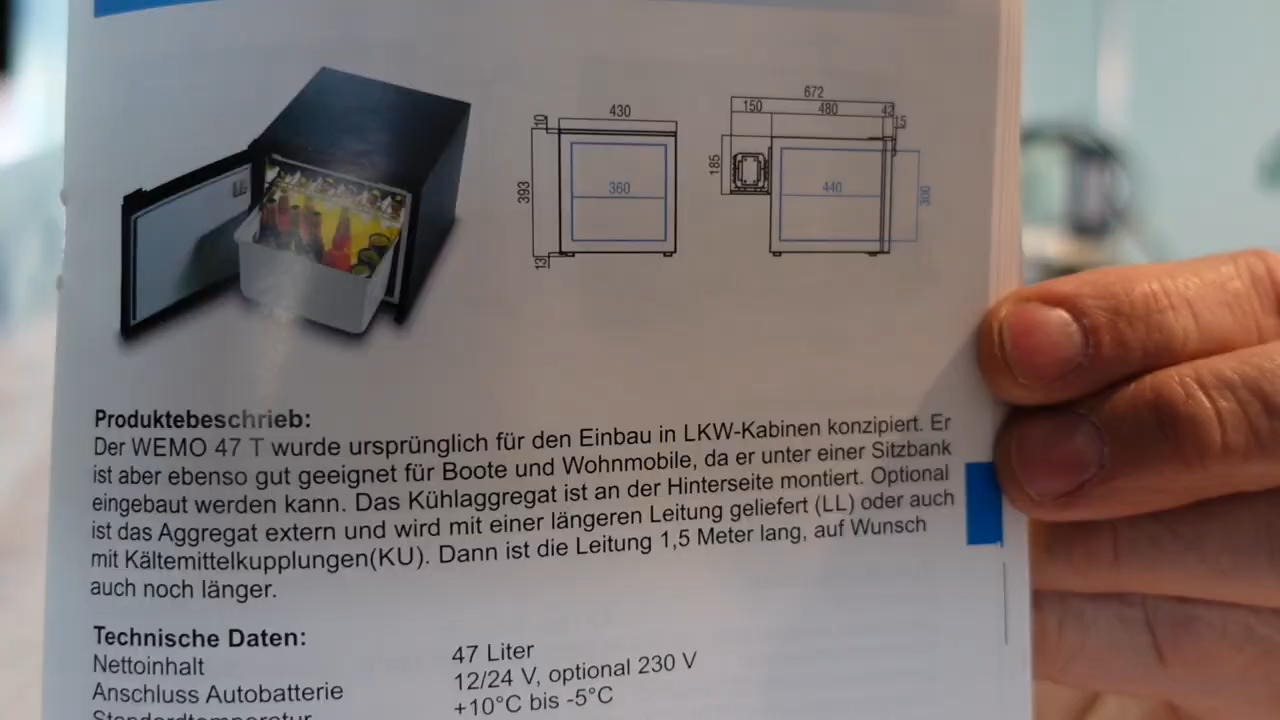 430
10
393
360
13
672
150
480
42
15
185
440
300
Produktebeschrieb:
Der WEMO 47 T wurde ursprünglich für den Einbau in LKW-Kabinen konzipiert. Er
ist aber ebenso gut geeignet für Boote und Wohnmobile, da er unter einer Sitzbank
eingebaut werden kann. Das Kühlaggregat ist an der Hinterseite montiert. Optional
ist das Aggregat extern und wird mit einer längeren Leitung geliefert (LL) oder auch
mit Kältemittelkupplungen(KU). Dann ist die Leitung 1,5 Meter lang, auf Wunsch
auch noch länger.
Technische Daten:
Nettoinhalt 47 Liter
Anschluss Autobatterie 12/24 V, optional 230 V
Standardtemperatur +10°C bis -5°C